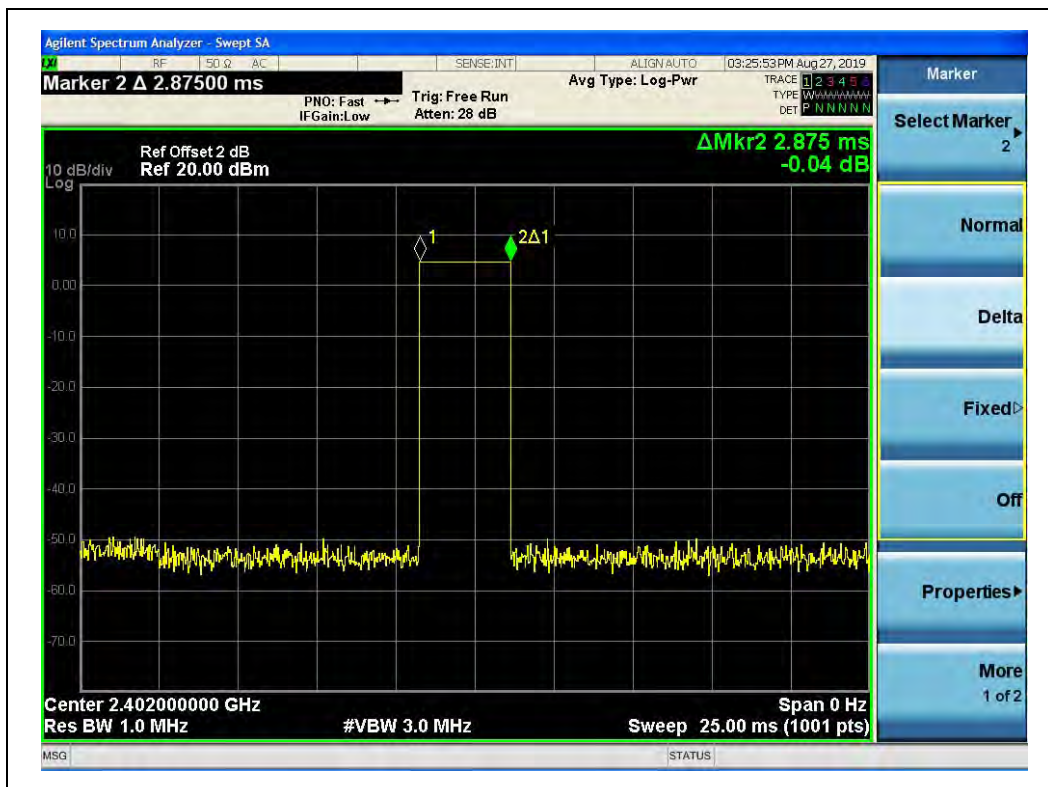 Agilent Spectrum Analyzer - Swept SA
LXI RF 50 Ω AC SENSE:INT ALIGN AUTO 03:25:53 PM Aug 27, 2019
Marker 2 Δ 2.87500 ms
PNO: Fast
IFGain:Low
Trig: Free Run
Atten: 28 dB
Avg Type: Log-Pwr
TRACE 1 2 3 4 5 6
TYPE WWWWWW
DET P N N N N N
ΔMkr2 2.875 ms
-0.04 dB
Ref Offset 2 dB
10 dB/div Ref 20.00 dBm
Log
10.0
0.00
-10.0
-20.0
-30.0
-40.0
-50.0
-60.0
-70.0
1
2Δ1
Center 2.402000000 GHz Span 0 Hz
Res BW 1.0 MHz #VBW 3.0 MHz Sweep 25.00 ms (1001 pts)
MSG STATUS
Marker
Select Marker
2
Normal
Delta
Fixed
Off
Properties
More
1 of 2